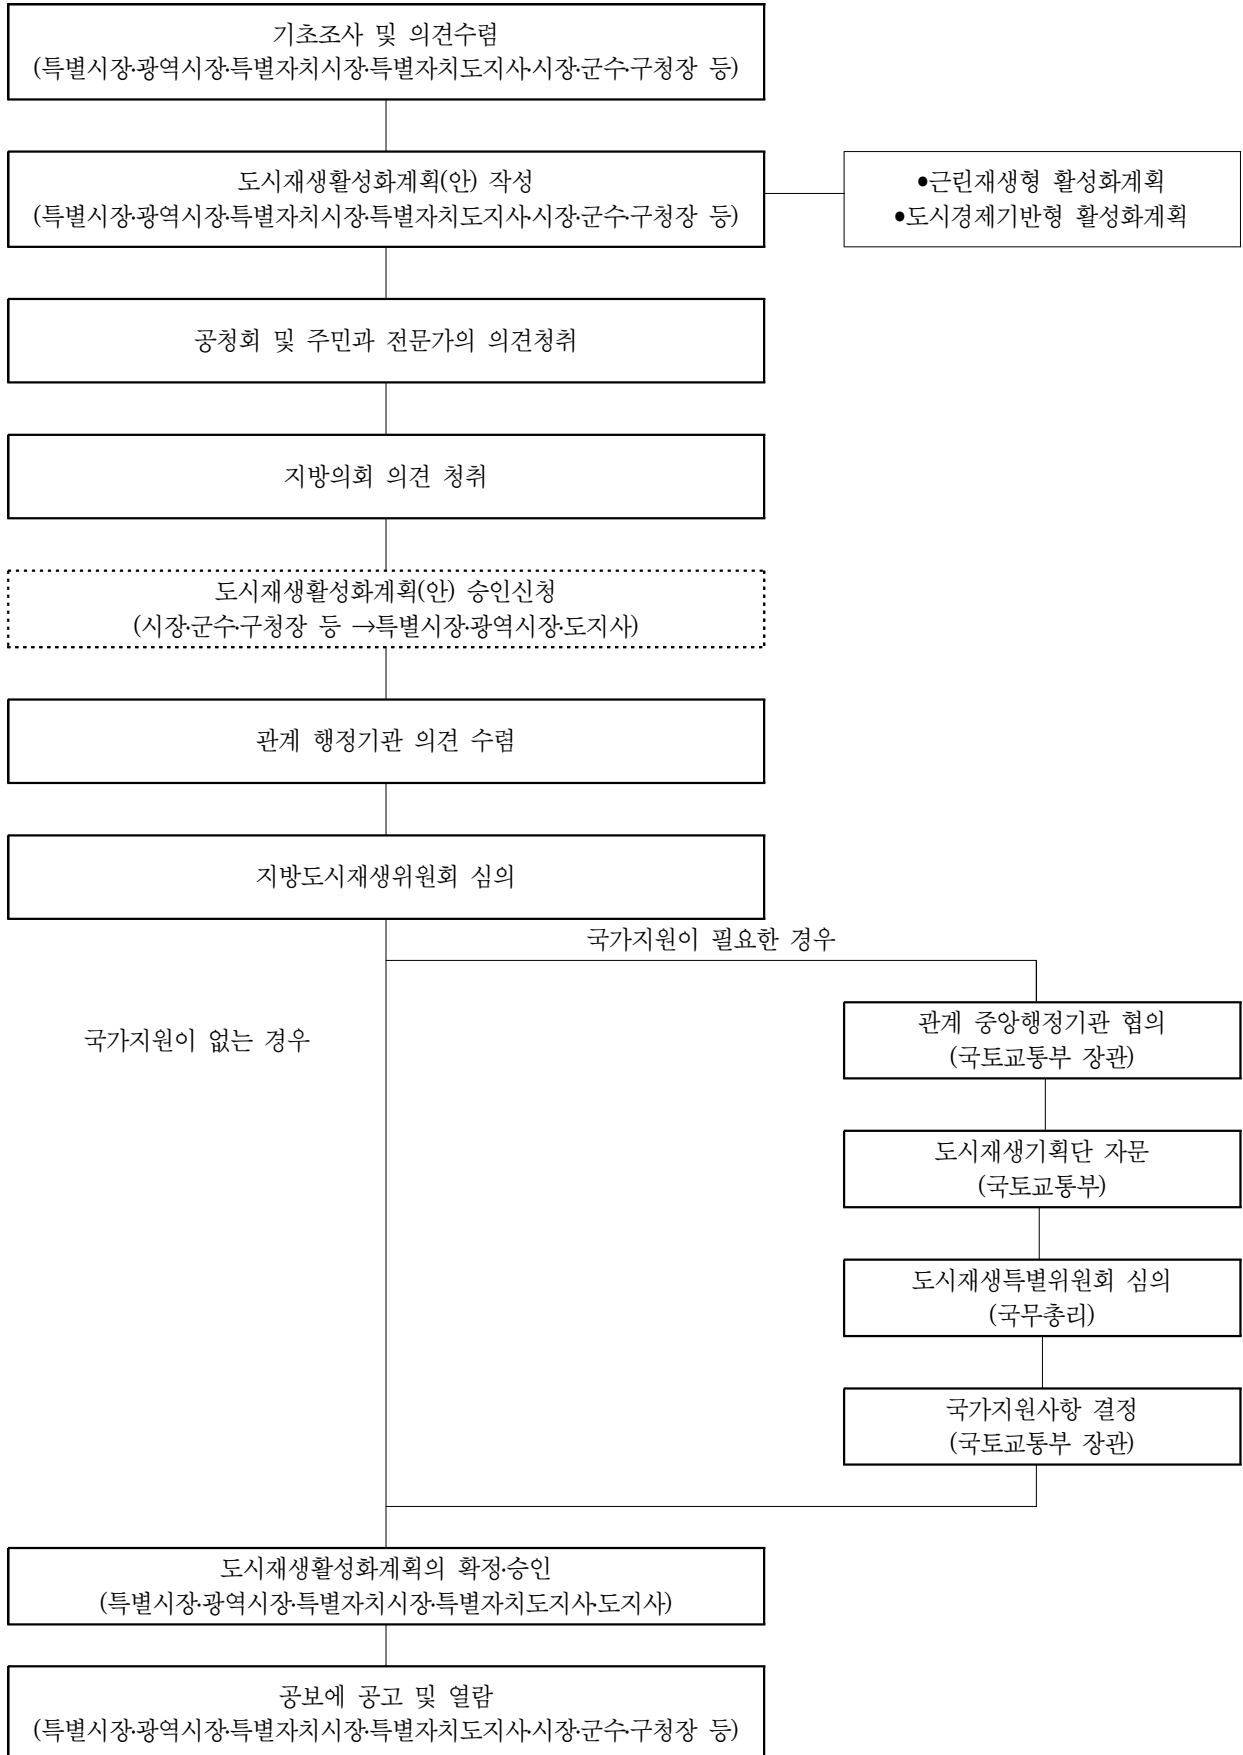 기초조사 및 의견수렴
(특별시장·광역시장·특별자치시장·특별자치도지사·시장·군수·구청장 등)
도시재생활성화계획(안) 작성
(특별시장·광역시장·특별자치시장·특별자치도지사·시장·군수·구청장 등)
●근린재생형 활성화계획
●도시경제기반형 활성화계획
공청회 및 주민과 전문가의 의견청취
지방의회 의견 청취
도시재생활성화계획(안) 승인신청
(시장·군수·구청장 등 →특별시장·광역시장·도지사)
관계 행정기관 의견 수렴
지방도시재생위원회 심의
국가지원이 필요한 경우
국가지원이 없는 경우
관계 중앙행정기관 협의
(국토교통부 장관)
도시재생기획단 자문
(국토교통부)
도시재생특별위원회 심의
(국무총리)
국가지원사항 결정
(국토교통부 장관)
도시재생활성화계획의 확정·승인
(특별시장·광역시장·특별자치시장·특별자치도지사·도지사)
공보에 공고 및 열람
(특별시장·광역시장·특별자치시장·특별자치도지사·시장·군수·구청장 등)